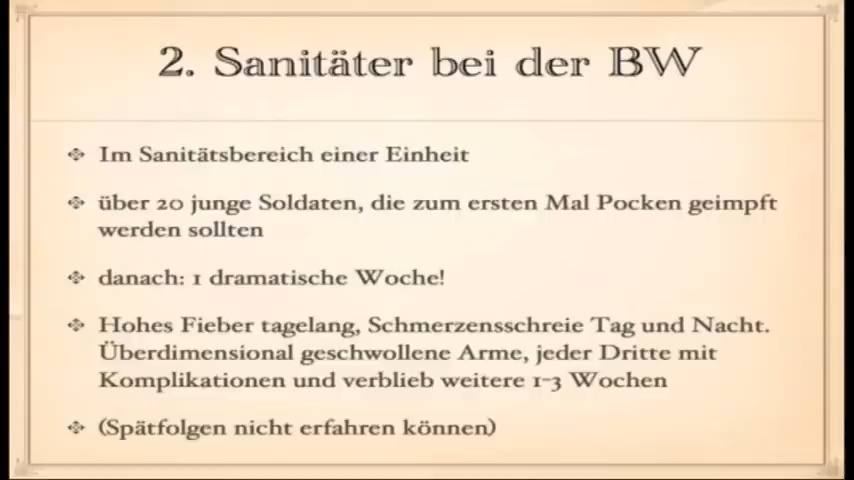 2. Sanitäter bei der BW
Im Sanitätsbereich einer Einheit
über 20 junge Soldaten, die zum ersten Mal Pocken geimpft
werden sollten
danach: 1 dramatische Woche!
Hohes Fieber tagelang, Schmerzensschreie Tag und Nacht.
Überdimensional geschwollene Arme, jeder Dritte mit
Komplikationen und verblieb weitere 1-3 Wochen
(Spätfolgen nicht erfahren können)